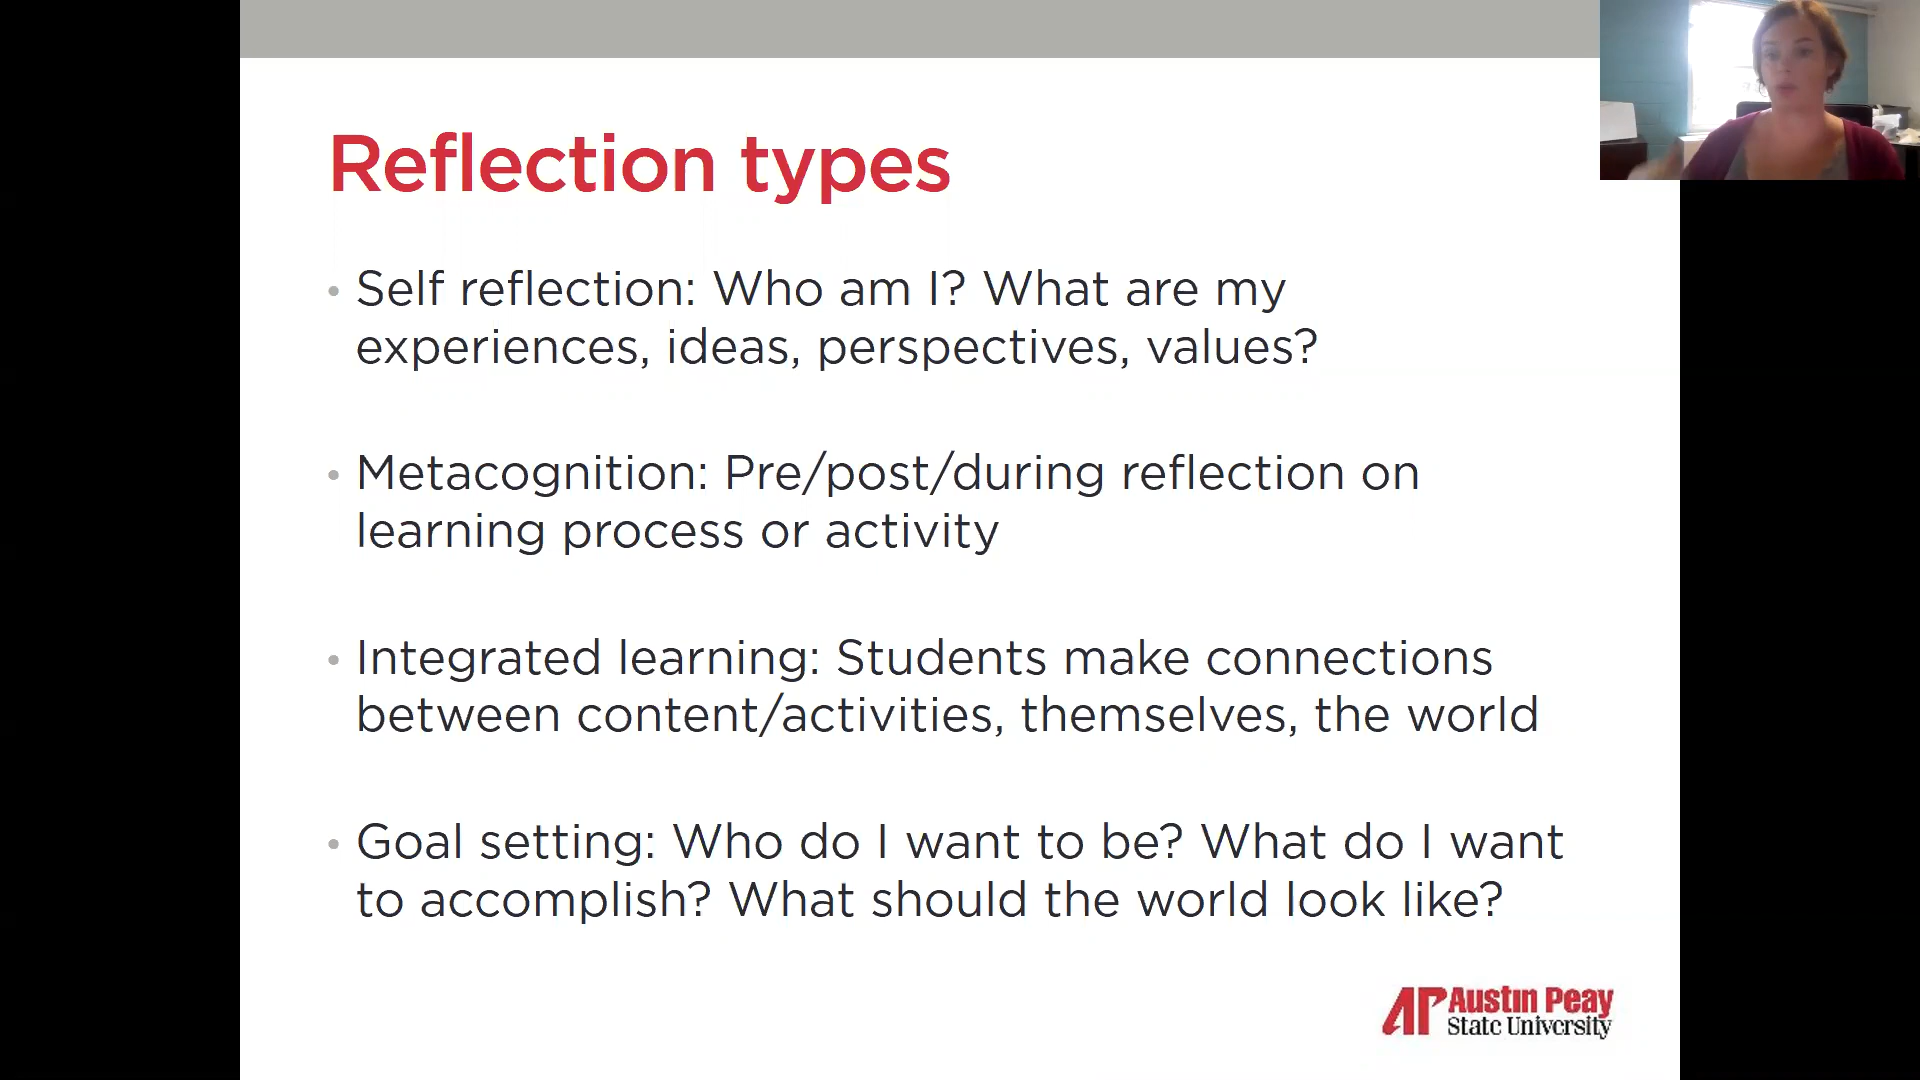 Reflection types
• Self reflection: Who am I? What are my
experiences, ideas, perspectives, values?
• Metacognition: Pre/post/during reflection on
learning process or activity
• Integrated learning: Students make connections
between content/activities, themselves, the world
• Goal setting: Who do I want to be? What do I want
to accomplish? What should the world look like?
AP Austin Peay
State University